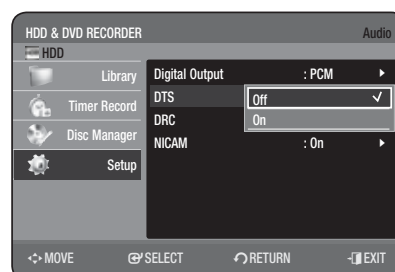 HDD & DVD RECORDER Audio
HDD
Library
Timer Record
Disc Manager
Setup
Digital Output : PCM
DTS Off
DRC On
NICAM : On
MOVE SELECT RETURN EXIT